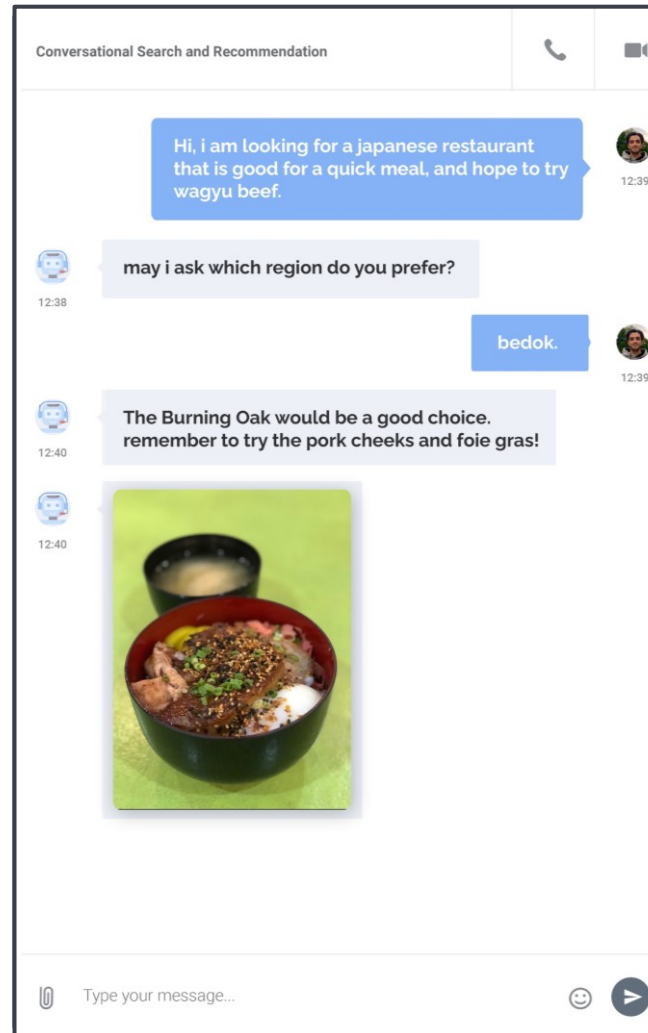 Conversational Search and Recommendation
Hi, i am looking for a japanese restaurant
that is good for a quick meal, and hope to try
wagyu beef.
12:39
may i ask which region do you prefer?
12:38
bedok.
12:39
The Burning Oak would be a good choice.
remember to try the pork cheeks and foie gras!
12:40
12:40
Type your message...